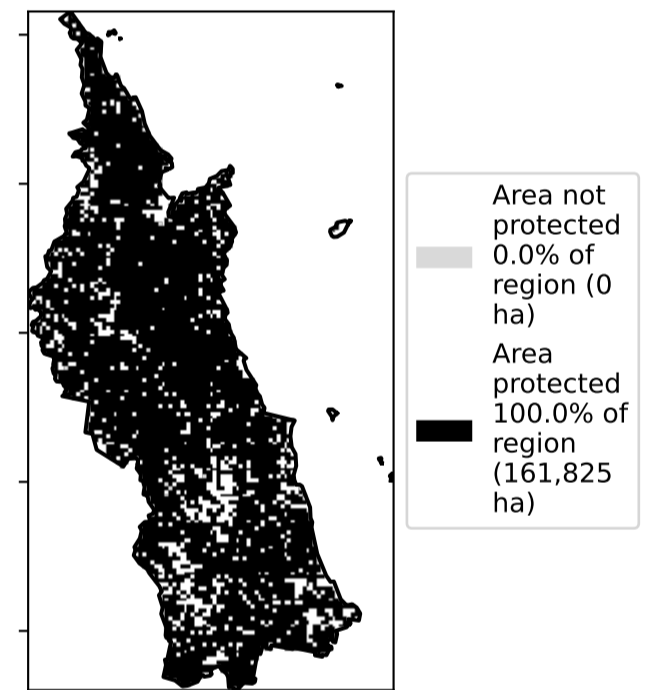 Area not
protected
0.0% of
region (0
ha)
Area
protected
100.0% of
region
(161,825
ha)